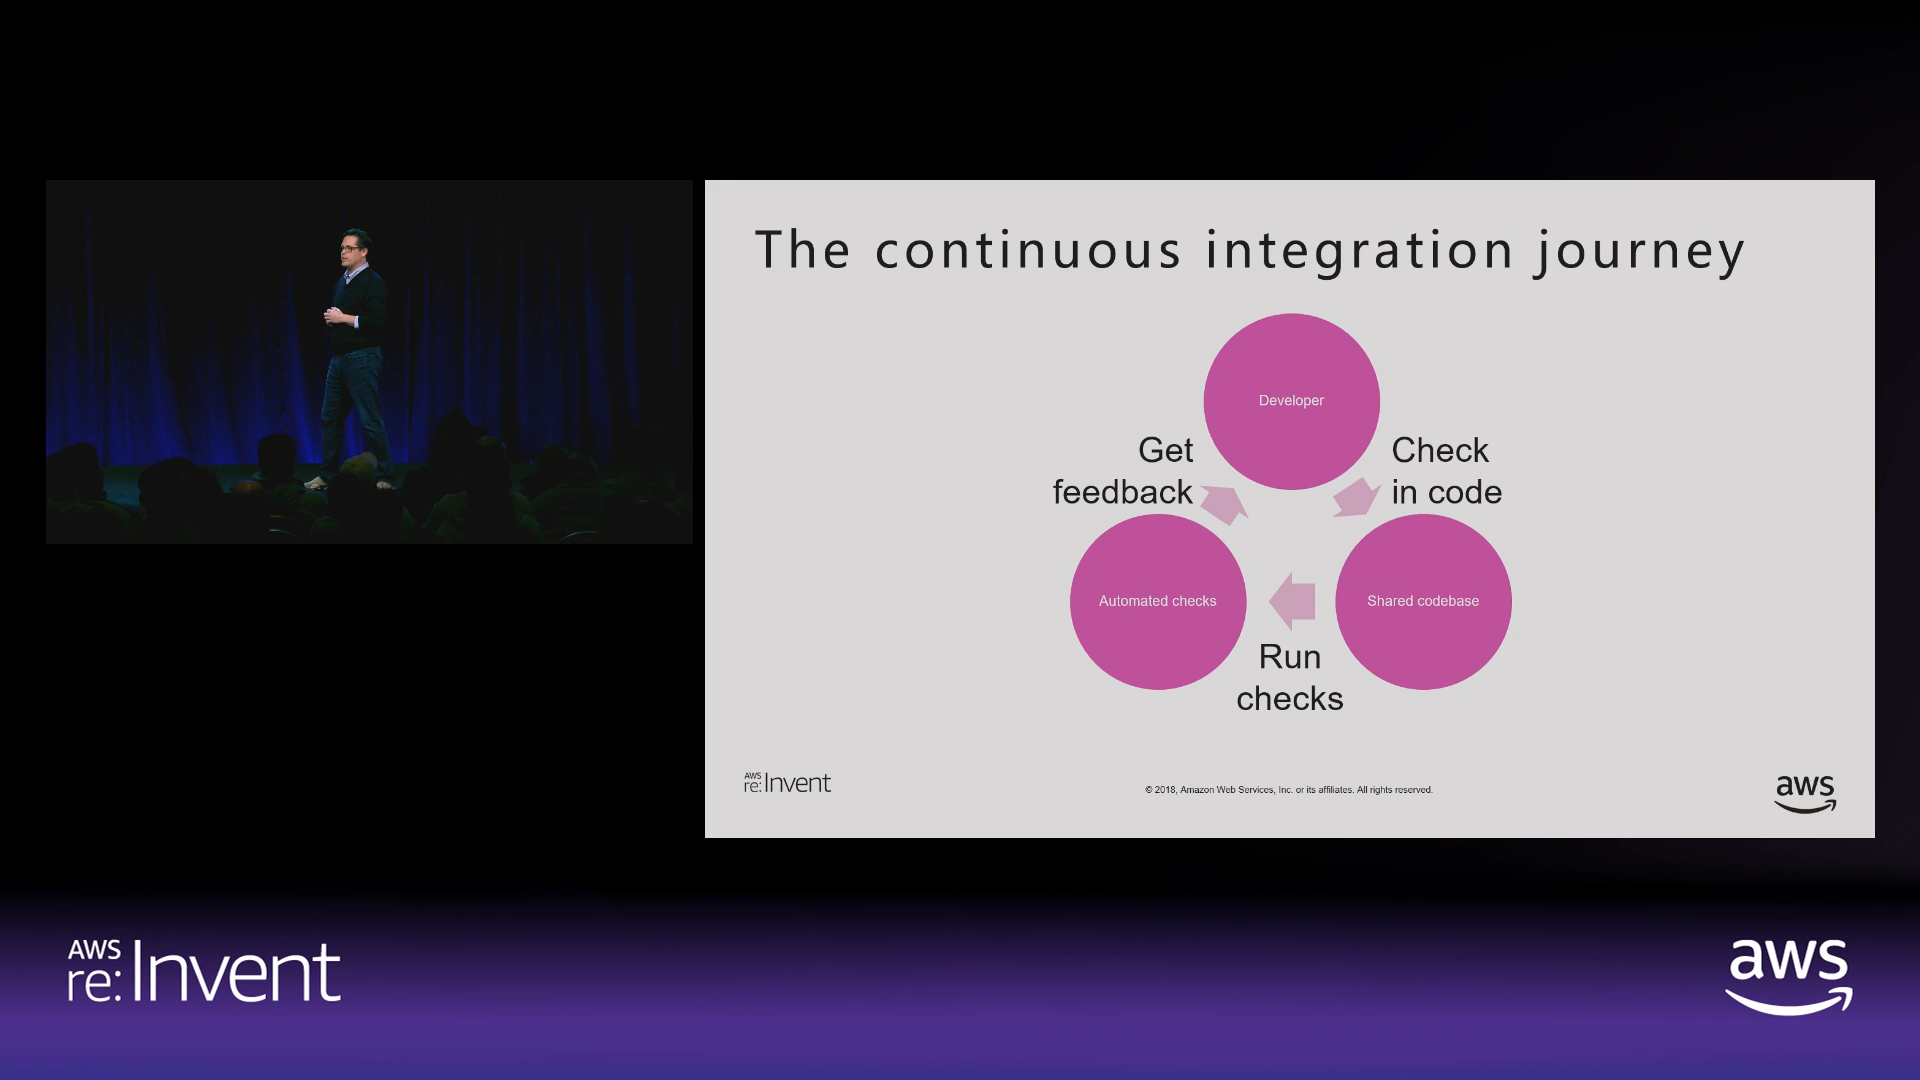 The continuous integration journey
Developer
Get
feedback
Check
in code
Automated checks
Shared codebase
Run
checks
AWS
re:Invent
© 2018, Amazon Web Services, Inc. or its affiliates. All rights reserved.
aws
AWS
re:Invent
aws